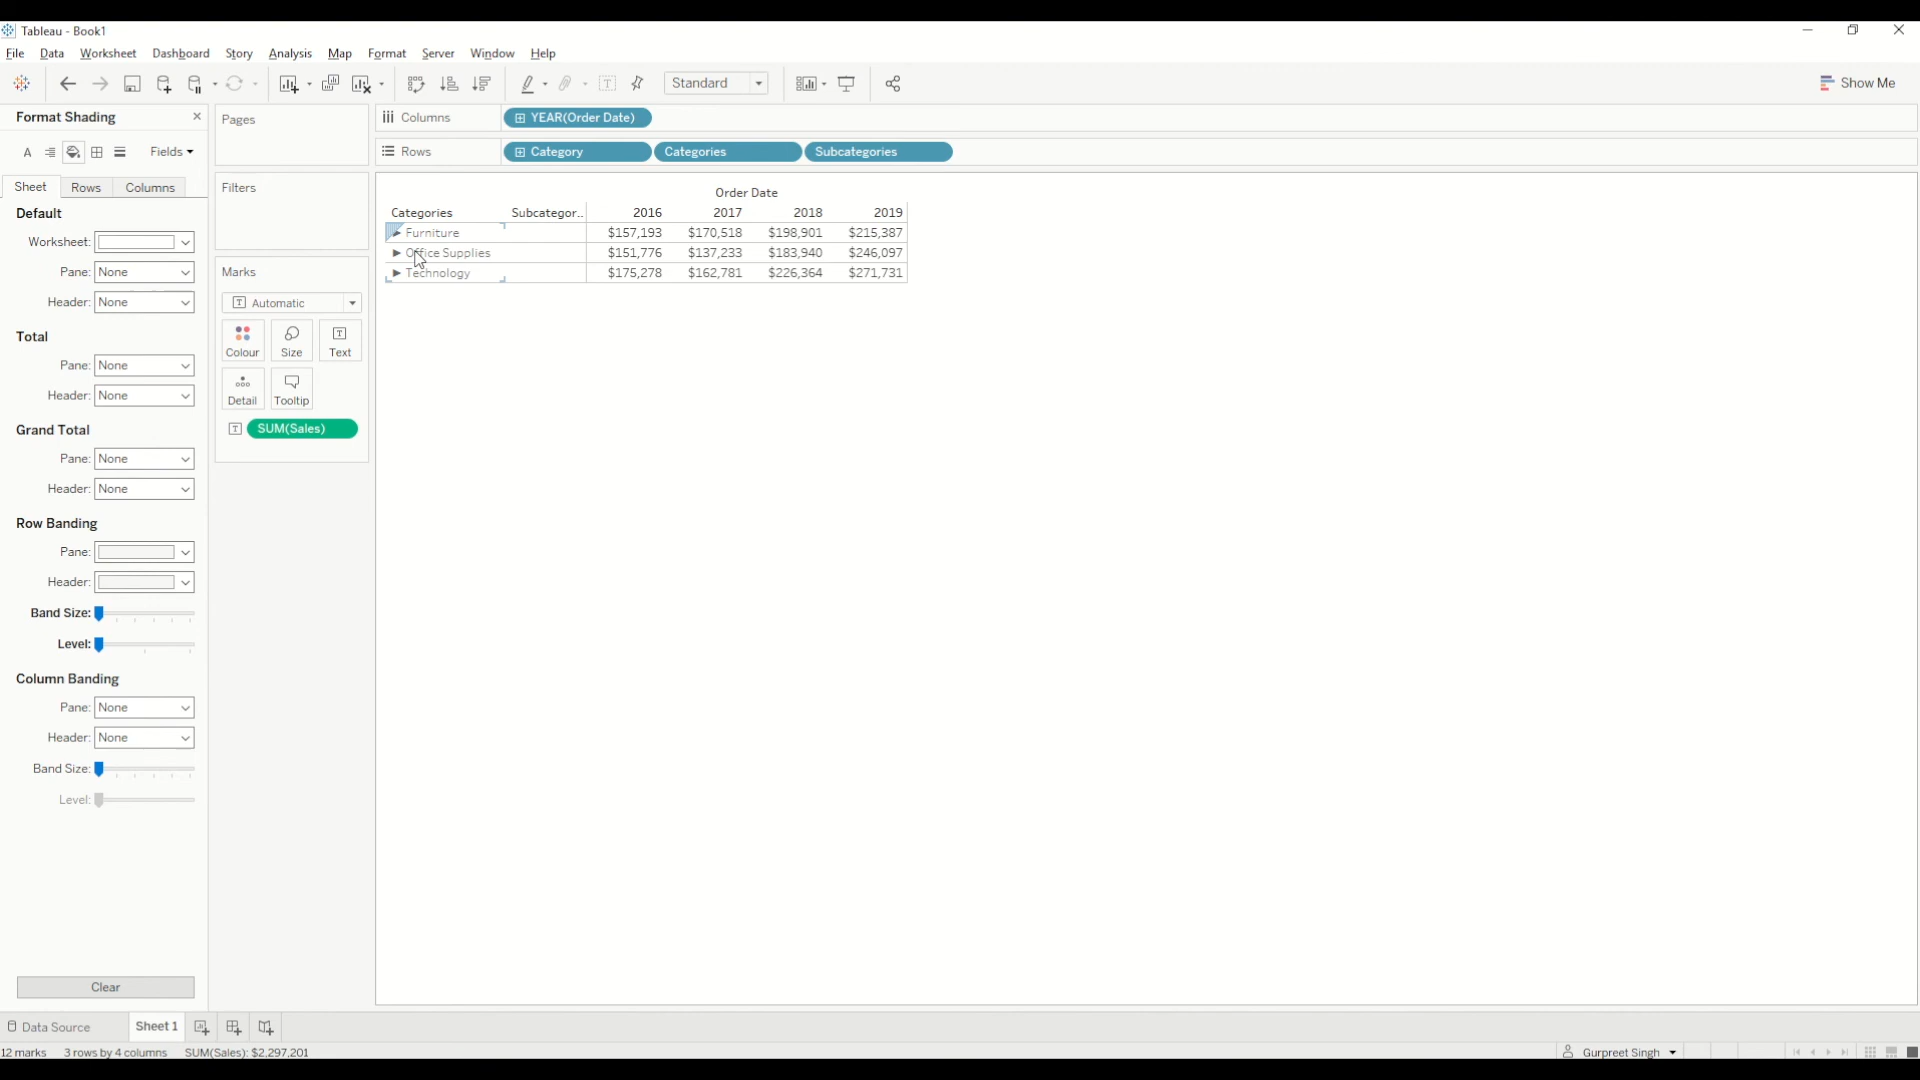 Tableau - Book1
File Data Worksheet Dashboard Story Analysis Map Format Server Window Help
Standard
Show Me
Format Shading
Fields
Sheet Rows Columns
Default
Worksheet:
Pane: None
Header: None
Total
Pane: None
Header: None
Grand Total
Pane: None
Header: None
Row Banding
Pane:
Header:
Band Size:
Level:
Column Banding
Pane: None
Header: None
Band Size:
Level:
Clear
Pages
Filters
Marks
Automatic
Colour Size Text
Detail Tooltip
SUM(Sales)
Columns YEAR(Order Date)
Rows Category Categories Subcategories
Order Date
Categories Subcategor.. 2016 2017 2018 2019
Furniture $157,193 $170,518 $198,901 $215,387
Office Supplies $151,776 $137,233 $183,940 $246,097
Technology $175,278 $162,781 $226,364 $271,731
Data Source Sheet 1
12 marks 3 rows by 4 columns SUM(Sales): $2,297,201
Gurpreet Singh